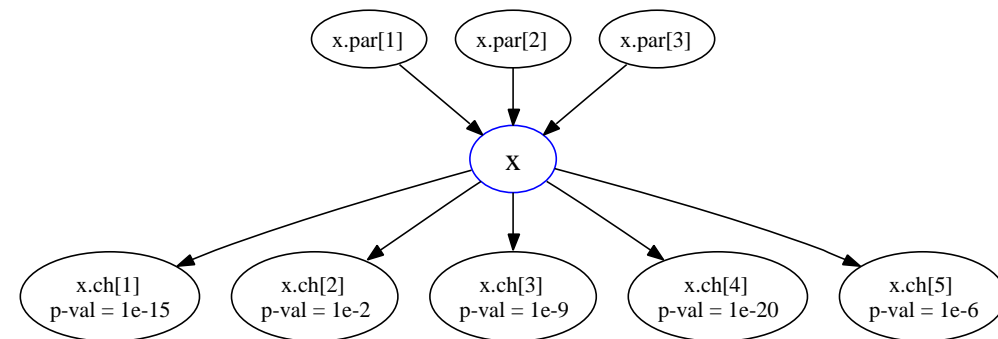 x.par[1]
x.par[2]
x.par[3]
x
x.ch[1]
p-val = 1e-15
x.ch[2]
p-val = 1e-2
x.ch[3]
p-val = 1e-9
x.ch[4]
p-val = 1e-20
x.ch[5]
p-val = 1e-6